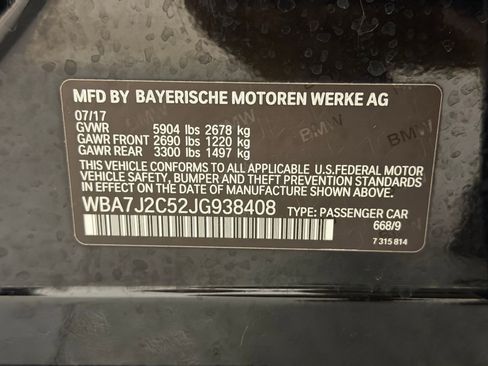 MFD BY BAYERISCHE MOTOREN WERKE AG
07/17
GVWR 5904 lbs 2678 kg
GAWR FRONT 2690 lbs 1220 kg
GAWR REAR 3300 lbs 1497 kg
THIS VEHICLE CONFORMS TO ALL APPLICABLE U.S.FEDERAL MOTOR
VEHICLE SAFETY, BUMPER AND THEFT PREVENTION STANDARDS
IN EFFECT ON THE DATE OF MANUFACTURE SHOWN ABOVE.
WBA7J2C52JG938408 TYPE: PASSENGER CAR
668/9
7 315 814
BMW
BMW